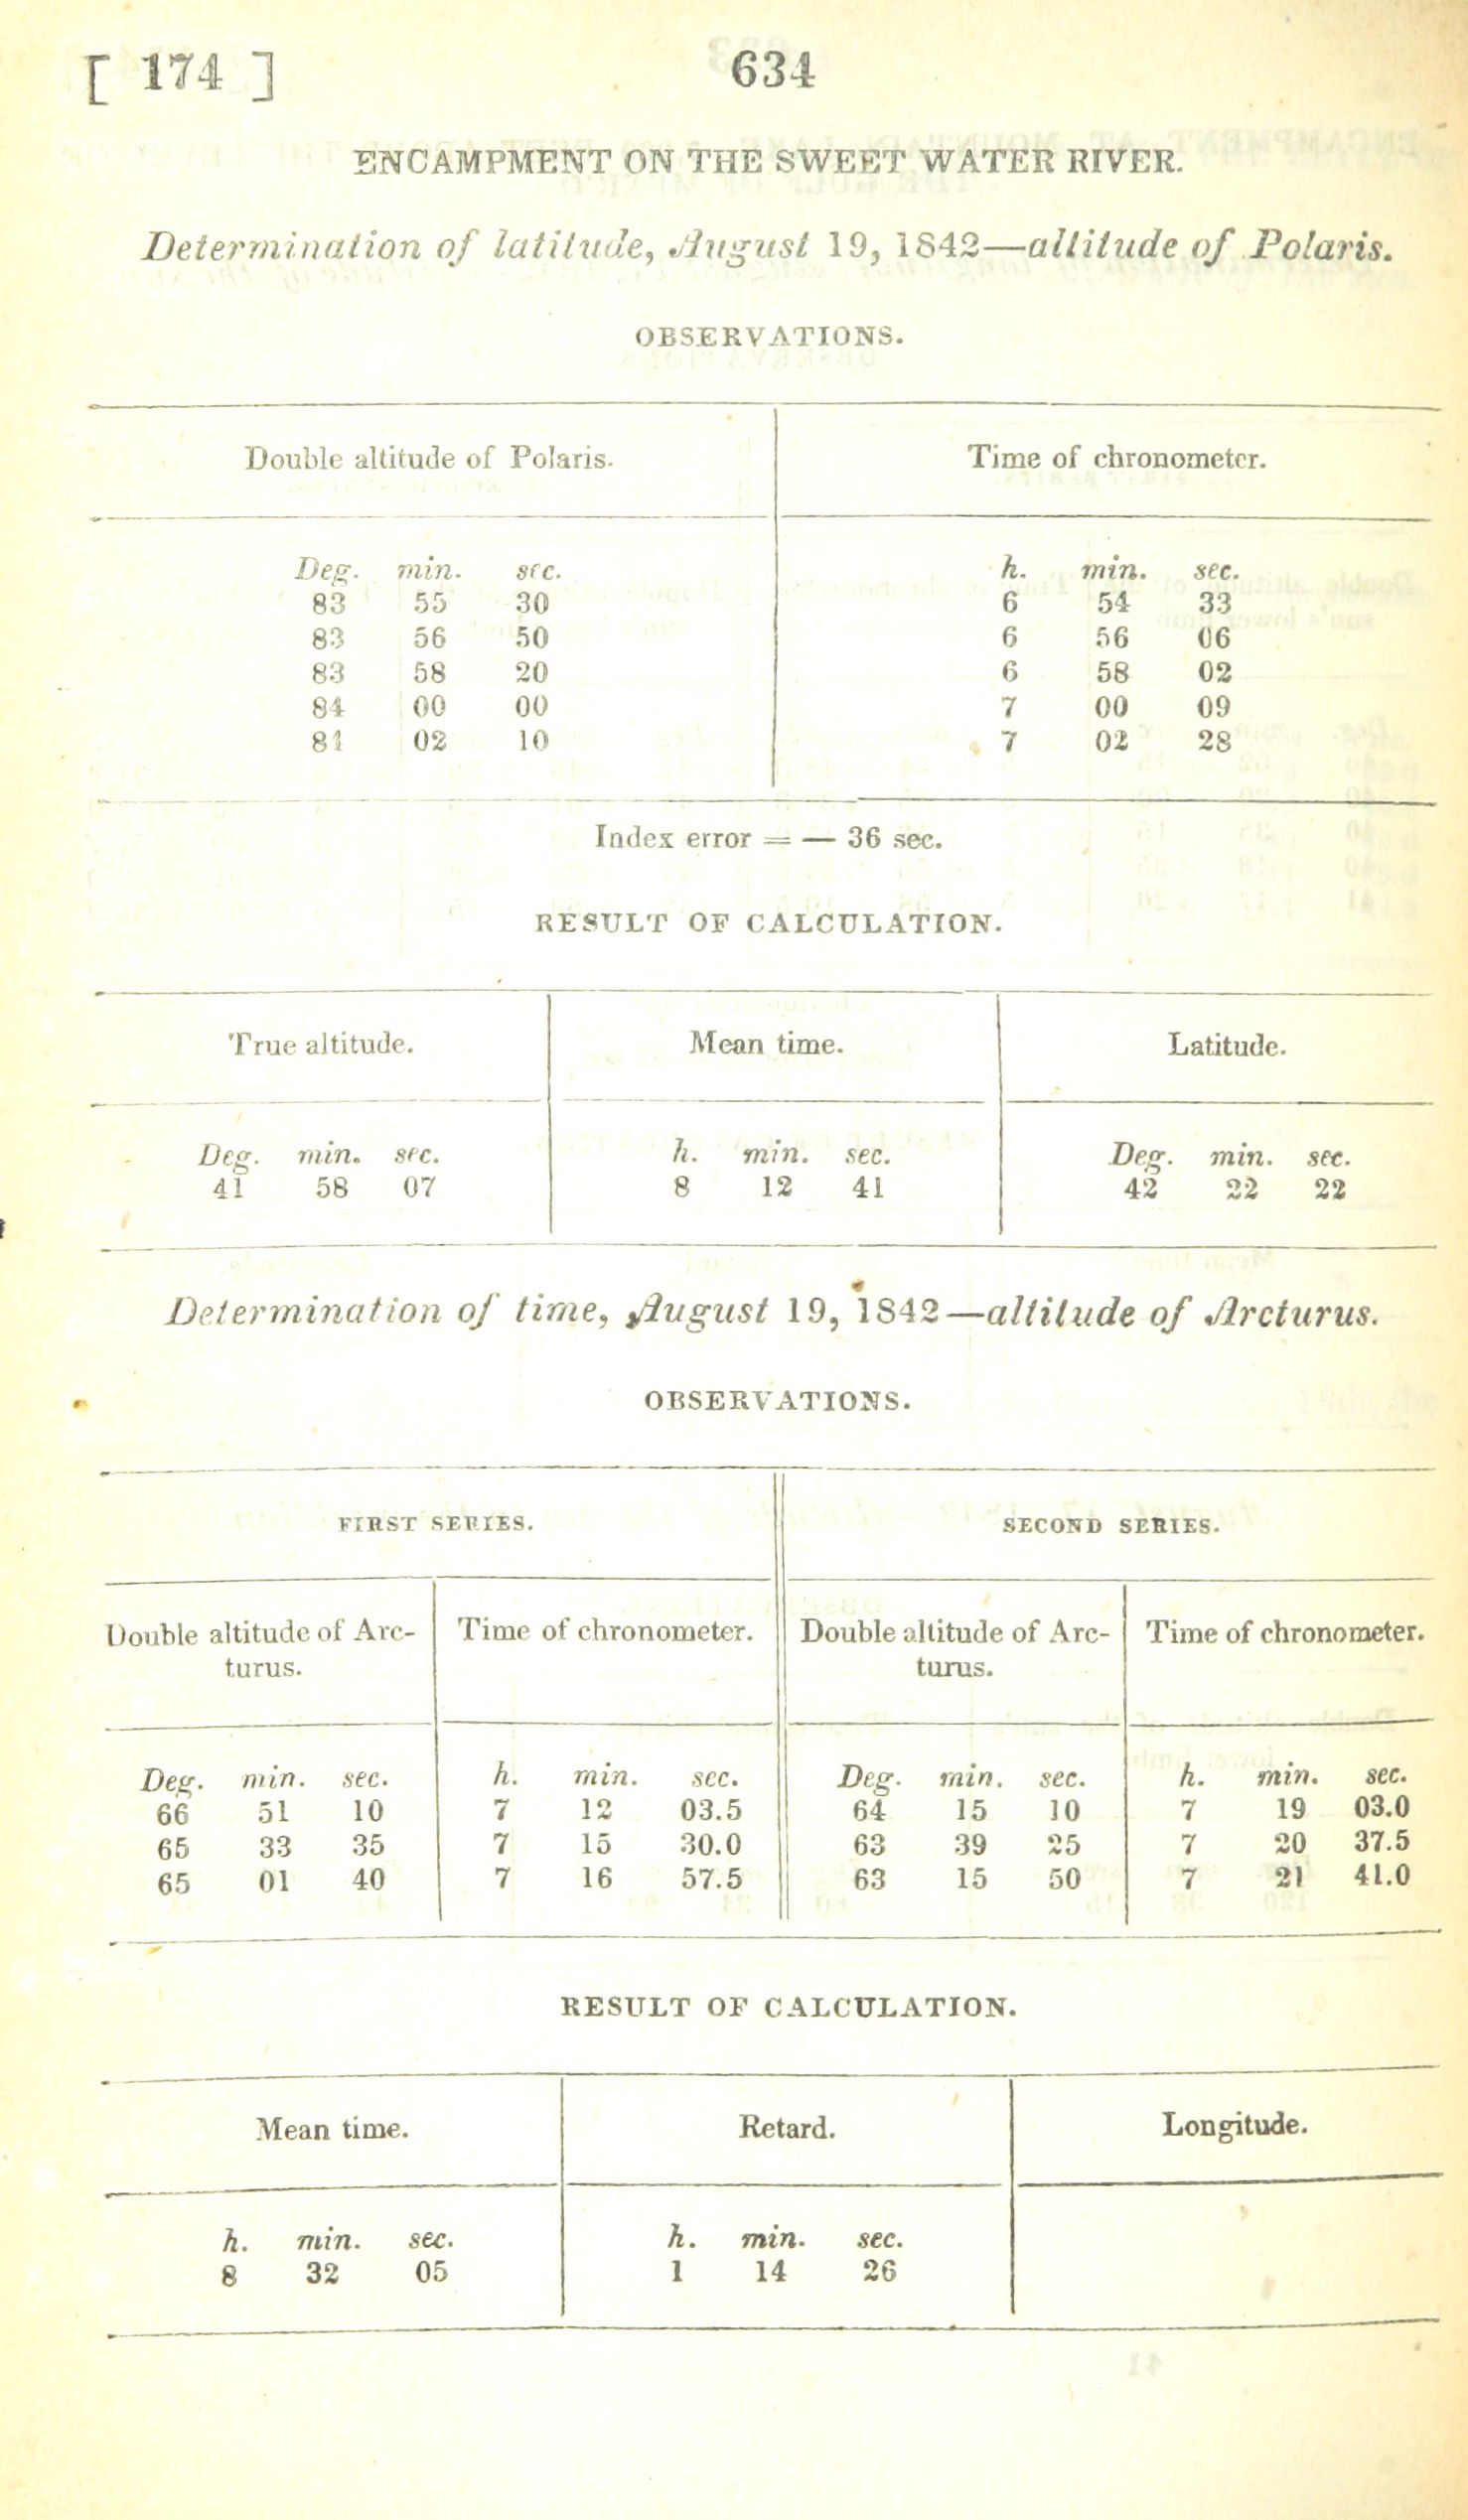 [ 174 ] 634
ENCAMPMENT ON THE SWEET WATER RIVER.
Determination of latitude, August 19, 1842—altitude of Polaris.
OBSERVATIONS.
Double altitude of Polaris. Time of chronometer.
Deg. min. sec. h. min. sec.
83 55 30 6 54 33
83 56 50 6 56 06
83 58 20 6 58 02
84 00 00 7 00 09
84 02 10 7 02 28
Index error = — 36 sec.
RESULT OF CALCULATION.
True altitude. Mean time. Latitude.
Deg. min. sec. h. min. sec. Deg. min. sec.
41 58 07 8 12 41 42 22 22
Determination of time, August 19, 1842—altitude of Arcturus.
OBSERVATIONS.
FIRST SERIES. SECOND SERIES.
Double altitude of Arc- Time of chronometer. Double altitude of Arc- Time of chronometer.
turus. turus.
Deg. min. sec. h. min. sec. Deg. min. sec. h. min. sec.
66 51 10 7 12 03.5 64 15 10 7 19 03.0
65 33 35 7 15 30.0 63 39 25 7 20 37.5
65 01 40 7 16 57.5 63 15 50 7 21 41.0
RESULT OF CALCULATION.
Mean time. Retard. Longitude.
h. min. sec. h. min. sec.
8 32 05 1 14 26